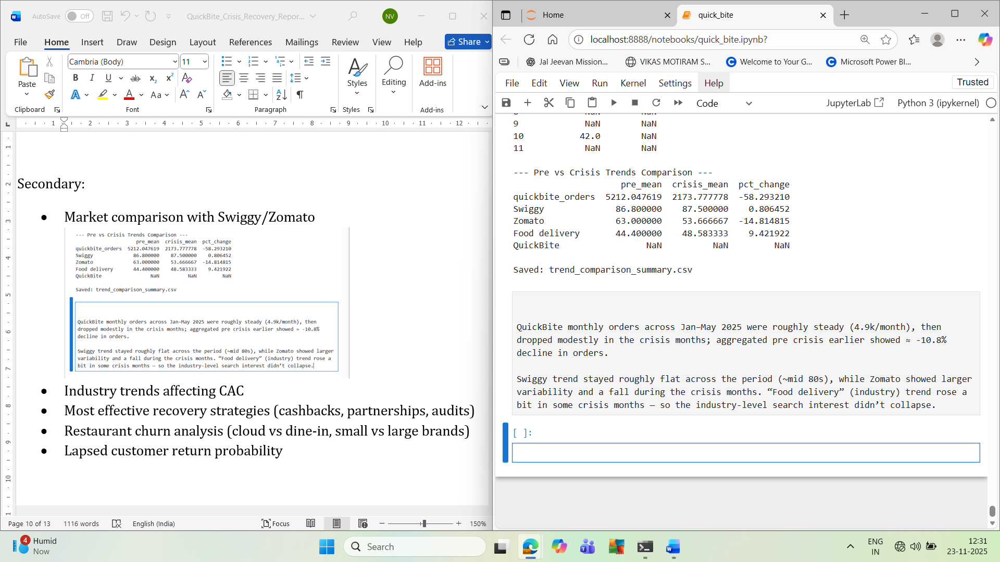 AutoSave Off QuickBite_Crisis_Recovery_Repor... NV
File Home Insert Draw Design Layout References Mailings Review View Help Share
Cambria (Body) 11
Paste
Styles
Editing
Add-ins
Clipboard Font Paragraph Styles Add-ins
1 1 2 3 4 5 6 7 8 9 10 11 12
Secondary:
• Market comparison with Swiggy/Zomato
--- Pre vs Crisis Trends Comparison ---
pre_mean crisis_mean pct_change
quickbite_orders 5212.047619 2173.777778 -58.293210
Swiggy 86.800000 87.500000 0.806452
Zomato 63.000000 53.666667 -14.814815
Food delivery 44.400000 48.583333 9.421922
QuickBite NaN NaN NaN
Saved: trend_comparison_summary.csv
QuickBite monthly orders across Jan–May 2025 were roughly steady (4.9k/month), then
dropped modestly in the crisis months; aggregated pre crisis earlier showed ≈ -10.8%
decline in orders.
Swiggy trend stayed roughly flat across the period (~mid 80s), while Zomato showed larger
variability and a fall during the crisis months. “Food delivery” (industry) trend rose a
bit in some crisis months — so the industry-level search interest didn’t collapse.
• Industry trends affecting CAC
• Most effective recovery strategies (cashbacks, partnerships, audits)
• Restaurant churn analysis (cloud vs dine-in, small vs large brands)
• Lapsed customer return probability
Page 10 of 13 1116 words English (India) Focus 150%
Home quick_bite
localhost:8888/notebooks/quick_bite.ipynb?
Jal Jeevan Mission... VIKAS MOTIRAM S... Welcome to Your G... Microsoft Power BI...
File Edit View Run Kernel Settings Help Trusted
Code JupyterLab Python 3 (ipykernel)
9 NaN NaN
10 42.0 NaN
11 NaN NaN
--- Pre vs Crisis Trends Comparison ---
pre_mean crisis_mean pct_change
quickbite_orders 5212.047619 2173.777778 -58.293210
Swiggy 86.800000 87.500000 0.806452
Zomato 63.000000 53.666667 -14.814815
Food delivery 44.400000 48.583333 9.421922
QuickBite NaN NaN NaN
Saved: trend_comparison_summary.csv
QuickBite monthly orders across Jan–May 2025 were roughly steady (4.9k/month), then
dropped modestly in the crisis months; aggregated pre crisis earlier showed ≈ -10.8%
decline in orders.
Swiggy trend stayed roughly flat across the period (~mid 80s), while Zomato showed larger
variability and a fall during the crisis months. “Food delivery” (industry) trend rose a
bit in some crisis months — so the industry-level search interest didn’t collapse.
[ ]:
4 Humid
Now
Search
ENG
IN
12:31
23-11-2025